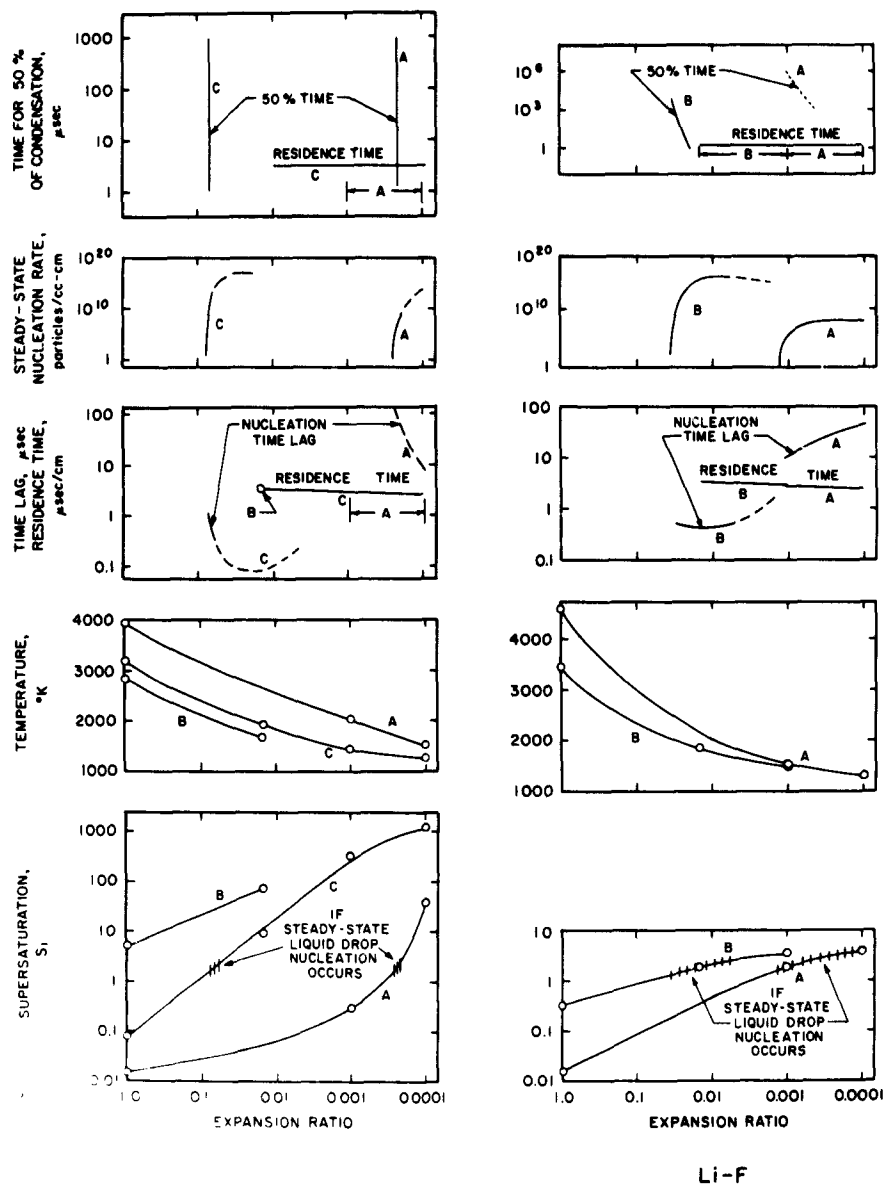 TIME FOR 50 %
OF CONDENSATION,
μsec
1000
100
10
1
C
A
50 % TIME
RESIDENCE TIME
C
A
10⁶
10³
1
50 % TIME
A
B
RESIDENCE TIME
B
A
STEADY-STATE
NUCLEATION RATE,
particles/cc-cm
10²⁰
10¹⁰
1
C
A
10²⁰
10¹⁰
1
B
A
TIME LAG, μsec
RESIDENCE TIME,
μsec/cm
100
10
1
0.1
NUCLEATION
TIME LAG
A
RESIDENCE TIME
B
C
A
C
100
10
1
0.1
NUCLEATION
TIME LAG
A
RESIDENCE TIME
B
A
B
TEMPERATURE,
°K
4000
3000
2000
1000
B
C
A
4000
3000
2000
1000
B
A
SUPERSATURATION,
S₁
1000
100
10
1
0.1
0.01
B
C
IF
STEADY-STATE
LIQUID DROP
NUCLEATION
OCCURS
A
1.0
0.1
0.01
0.001
0.0001
EXPANSION RATIO
10
1
0.1
0.01
B
A
IF
STEADY-STATE
LIQUID DROP
NUCLEATION
OCCURS
1.0
0.1
0.01
0.001
0.0001
EXPANSION RATIO
Li-F